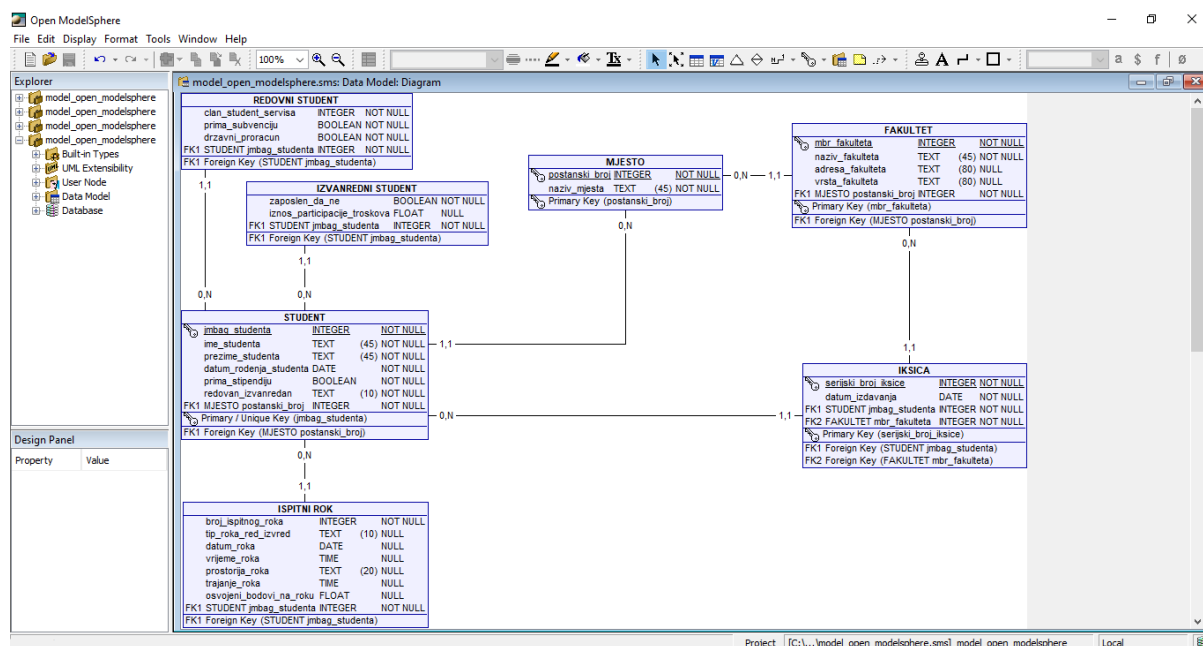 Open ModelSphere
File Edit Display Format Tools Window Help
100%
a $ f ø
Explorer
model_open_modelsphere
model_open_modelsphere
model_open_modelsphere
model_open_modelsphere
Built-in Types
UML Extensibility
User Node
Data Model
Database
Design Panel
Property Value
model_open_modelsphere.sms: Data Model: Diagram
REDOVNI STUDENT
clan_student_servisa INTEGER NOT NULL
prima_subvenciju BOOLEAN NOT NULL
drzavni_proracun BOOLEAN NOT NULL
FK1 STUDENT jmbag_studenta INTEGER NOT NULL
FK1 Foreign Key (STUDENT jmbag_studenta)
1,1
0,N
IZVANREDNI STUDENT
zaposlen_da_ne BOOLEAN NOT NULL
iznos_participacije_troskova FLOAT NULL
FK1 STUDENT jmbag_studenta INTEGER NOT NULL
FK1 Foreign Key (STUDENT jmbag_studenta)
1,1
0,N
MJESTO
postanski_broj INTEGER NOT NULL
naziv_mjesta TEXT (45) NOT NULL
Primary Key (postanski_broj)
0,N 1,1
0,N
FAKULTET
mbr_fakulteta INTEGER NOT NULL
naziv_fakulteta TEXT (45) NOT NULL
adresa_fakulteta TEXT (80) NULL
vrsta_fakulteta TEXT (80) NULL
FK1 MJESTO postanski_broj INTEGER NOT NULL
Primary Key (mbr_fakulteta)
FK1 Foreign Key (MJESTO postanski_broj)
0,N
1,1
STUDENT
jmbag_studenta INTEGER NOT NULL
ime_studenta TEXT (45) NOT NULL
prezime_studenta TEXT (45) NOT NULL
datum_rodenja_studenta DATE NOT NULL
prima_stipendiju BOOLEAN NOT NULL
redovan_izvanredan TEXT (10) NOT NULL
FK1 MJESTO postanski_broj INTEGER NOT NULL
Primary / Unique Key (jmbag_studenta)
FK1 Foreign Key (MJESTO postanski_broj)
1,1
0,N 1,1
0,N
1,1
IKSICA
serijski_broj_iksice INTEGER NOT NULL
datum_izdavanja DATE NOT NULL
FK1 STUDENT jmbag_studenta INTEGER NOT NULL
FK2 FAKULTET mbr_fakulteta INTEGER NOT NULL
Primary Key (serijski_broj_iksice)
FK1 Foreign Key (STUDENT jmbag_studenta)
FK2 Foreign Key (FAKULTET mbr_fakulteta)
ISPITNI ROK
broj_ispitnog_roka INTEGER NOT NULL
tip_roka_red_izvred TEXT (10) NULL
datum_roka DATE NULL
vrijeme_roka TIME NULL
prostorija_roka TEXT (20) NULL
trajanje_roka TIME NULL
osvojeni_bodovi_na_roku FLOAT NULL
FK1 STUDENT jmbag_studenta INTEGER NOT NULL
FK1 Foreign Key (STUDENT jmbag_studenta)
Project [C:\...\model_open_modelsphere.sms] model_open_modelsphere Local